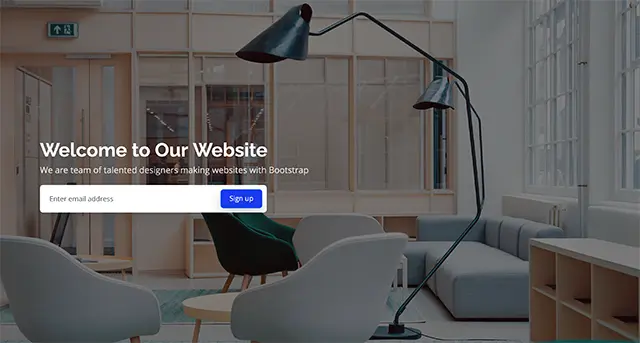 Welcome to Our Website
We are team of talented designers making websites with Bootstrap
Enter email address
Sign up